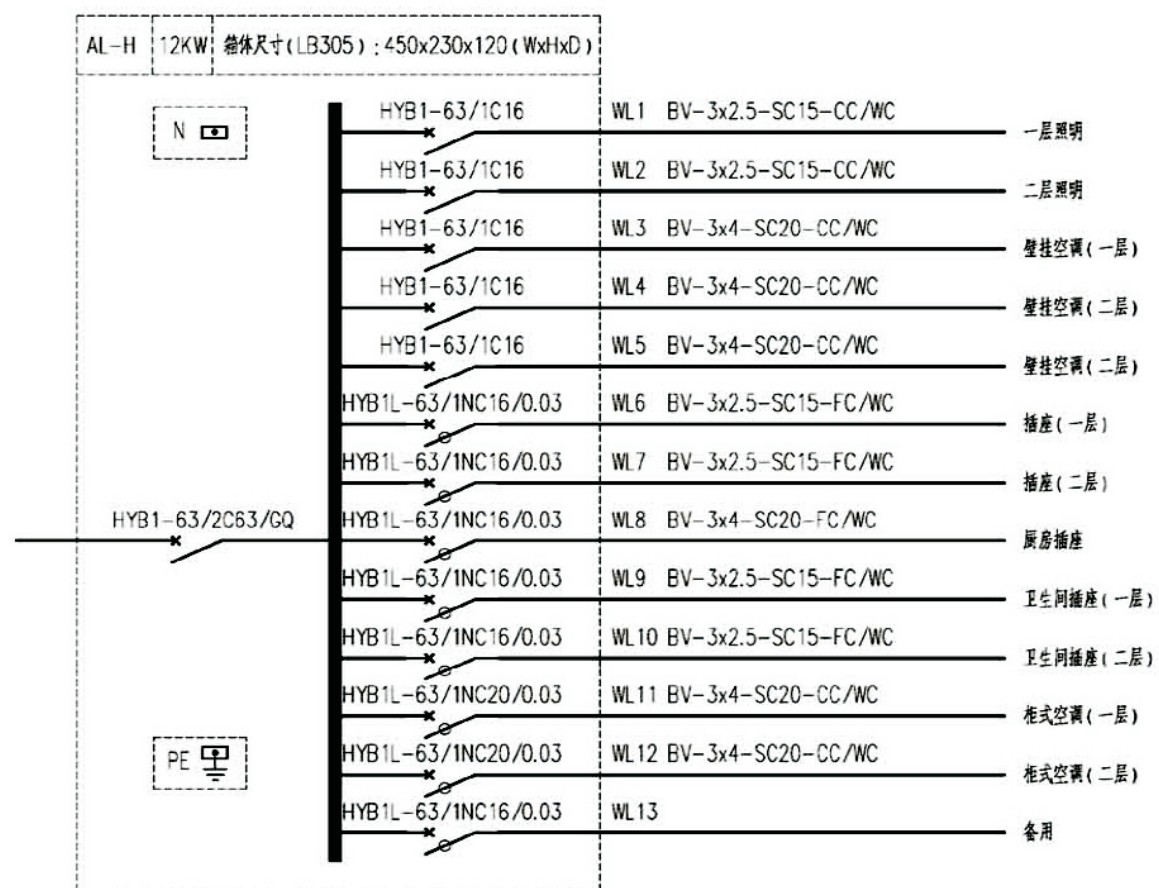 AL-H 12KW 箱体尺寸(LB305):450x230x120(WxHxD)
N
HYB1-63/1C16 WL1 BV-3x2.5-SC15-CC/WC 一层照明
HYB1-63/1C16 WL2 BV-3x2.5-SC15-CC/WC 二层照明
HYB1-63/1C16 WL3 BV-3x4-SC20-CC/WC 壁挂空调(一层)
HYB1-63/1C16 WL4 BV-3x4-SC20-CC/WC 壁挂空调(二层)
HYB1-63/1C16 WL5 BV-3x4-SC20-CC/WC 壁挂空调(二层)
HYB1L-63/1NC16/0.03 WL6 BV-3x2.5-SC15-FC/WC 插座(一层)
HYB1L-63/1NC16/0.03 WL7 BV-3x2.5-SC15-FC/WC 插座(二层)
HYB1-63/2C63/GQ HYB1L-63/1NC16/0.03 WL8 BV-3x4-SC20-FC/WC 厨房插座
HYB1L-63/1NC16/0.03 WL9 BV-3x2.5-SC15-FC/WC 卫生间插座(一层)
HYB1L-63/1NC16/0.03 WL10 BV-3x2.5-SC15-FC/WC 卫生间插座(二层)
HYB1L-63/1NC20/0.03 WL11 BV-3x4-SC20-CC/WC 柜式空调(一层)
PE HYB1L-63/1NC20/0.03 WL12 BV-3x4-SC20-CC/WC 柜式空调(二层)
HYB1L-63/1NC16/0.03 WL13 备用